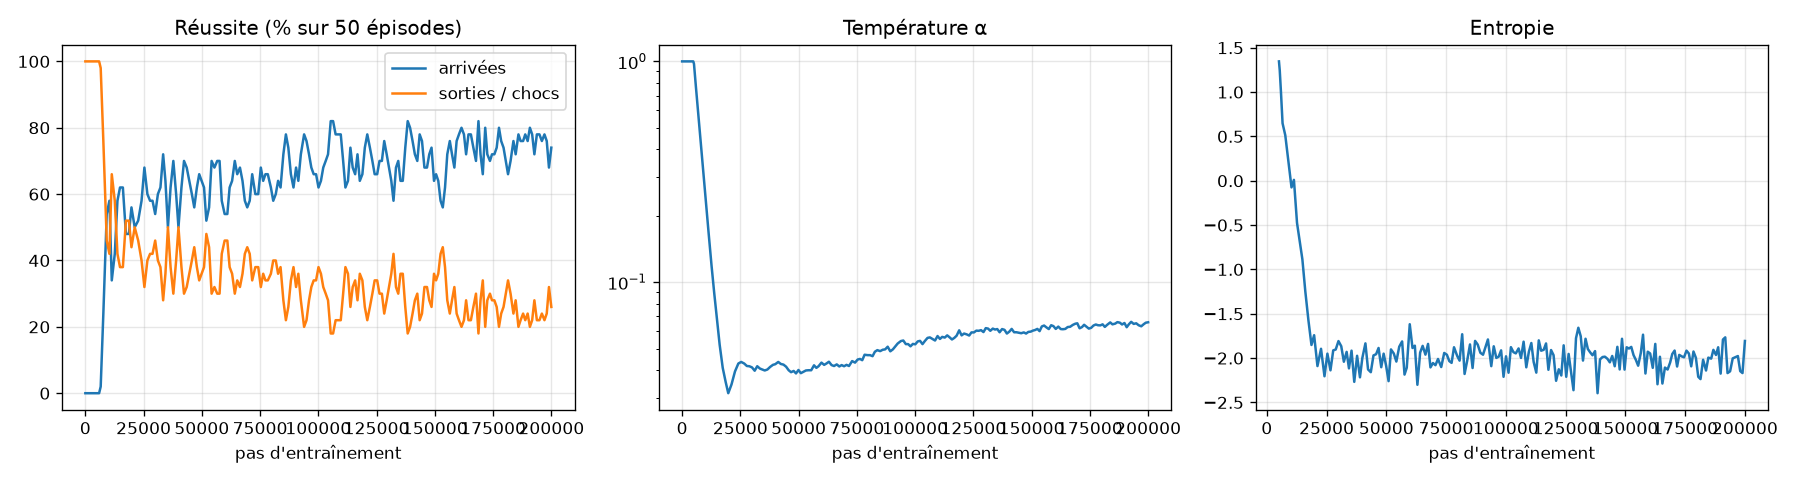 Réussite (% sur 50 épisodes)
100
80
60
40
20
0
arrivées
sorties / chocs
0 25000 50000 75000 100000 125000 150000 175000 200000
pas d'entraînement
Température α
10⁰
10⁻¹
0 25000 50000 75000 100000 125000 150000 175000 200000
pas d'entraînement
Entropie
1.5
1.0
0.5
0.0
−0.5
−1.0
−1.5
−2.0
−2.5
0 25000 50000 75000 100000 125000 150000 175000 200000
pas d'entraînement